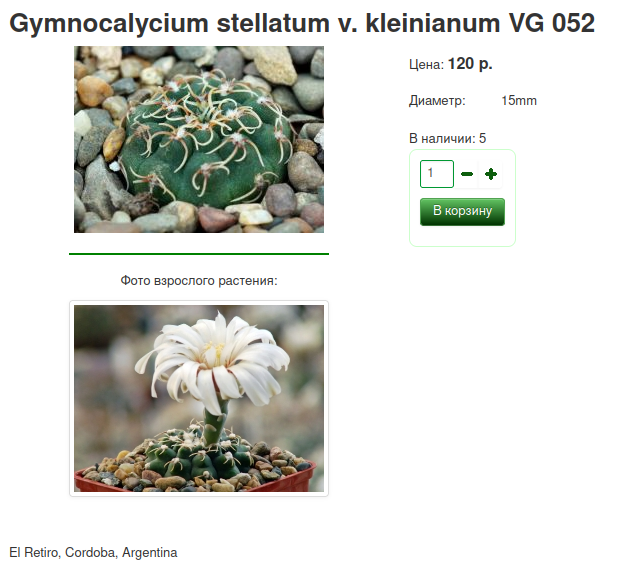 Gymnocalycium stellatum v. kleinianum VG 052
Цена: 120 р.
Диаметр: 15mm
В наличии: 5
1
В корзину
Фото взрослого растения:
El Retiro, Cordoba, Argentina